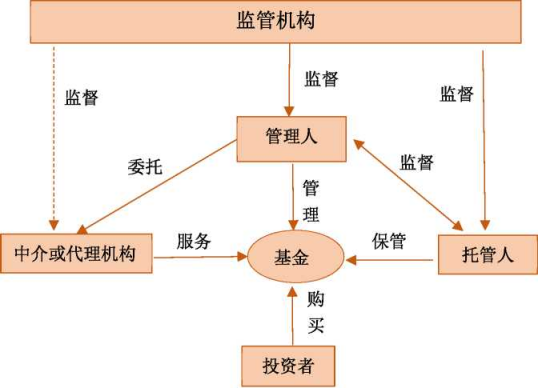 监管机构
监督
监督
监督
管理人
委托
监督
管
理
中介或代理机构
服务
基金
保管
托管人
购
买
投资者